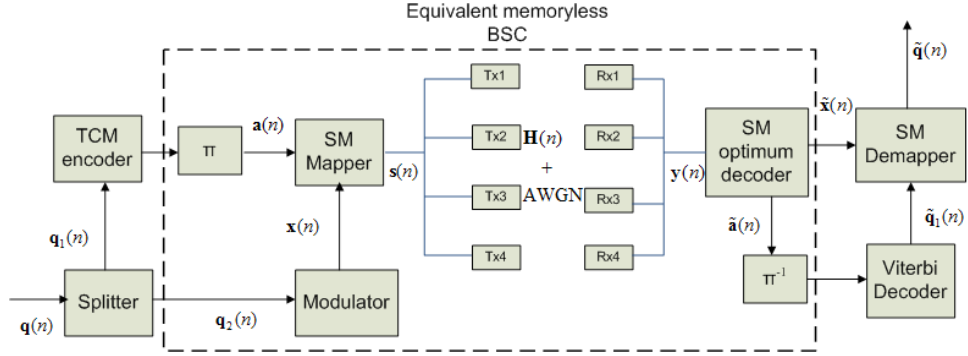 Equivalent memoryless
BSC
q̃(n)
TCM
encoder
π
a(n)
SM
Mapper
s(n)
Tx1
Tx2
Tx3
Tx4
H(n)
+
AWGN
Rx1
Rx2
Rx3
Rx4
y(n)
SM
optimum
decoder
x̃(n)
SM
Demapper
q₁(n)
x(n)
ã(n)
q̃₁(n)
q(n)
Splitter
q₂(n)
Modulator
π⁻¹
Viterbi
Decoder